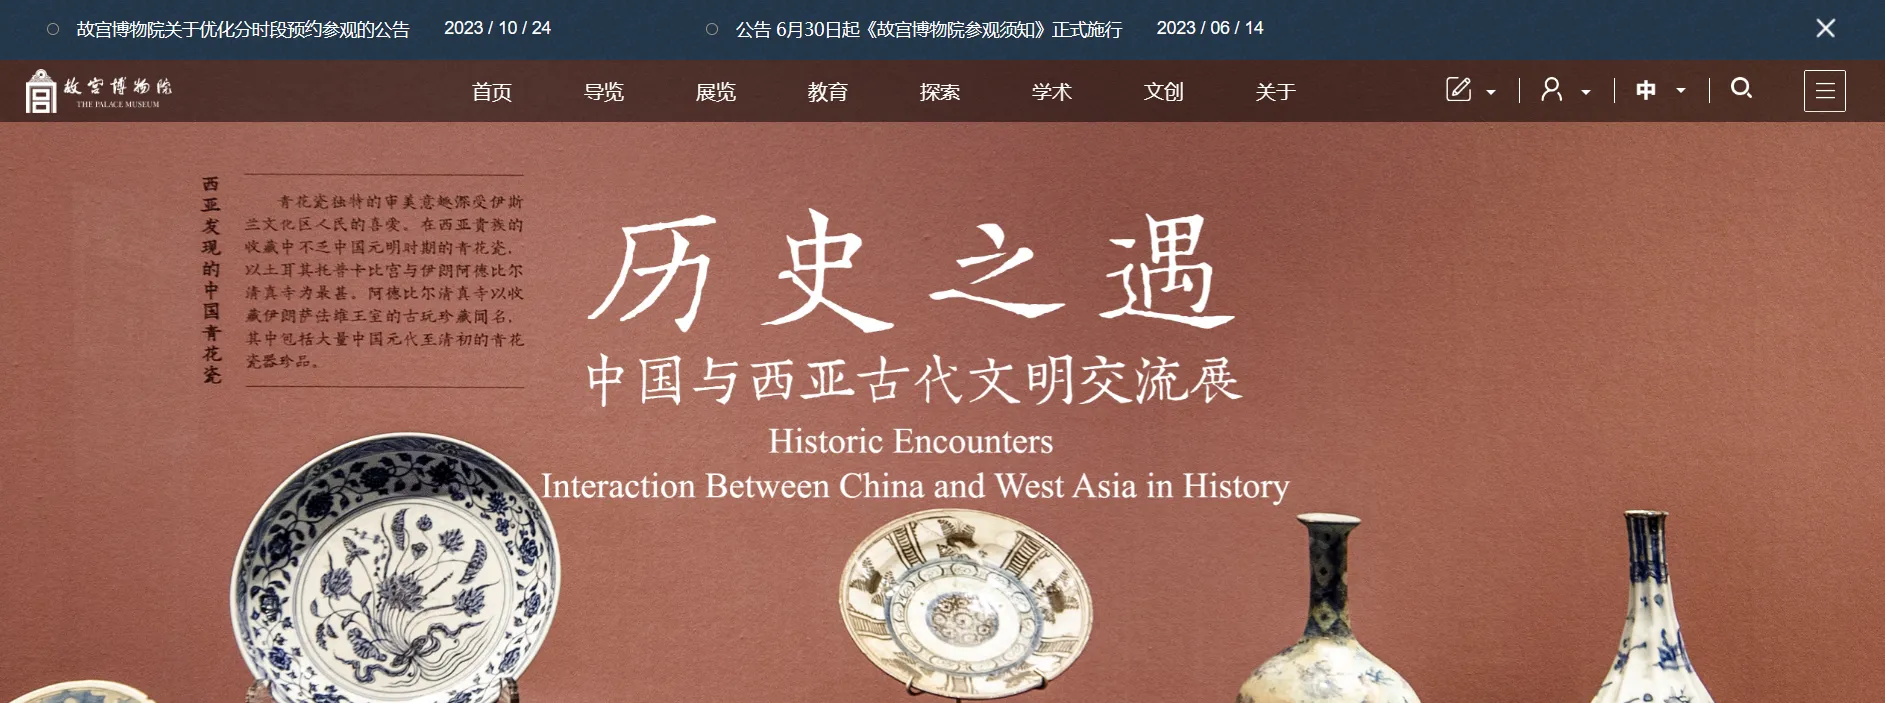 故宫博物院关于优化分时段预约参观的公告 2023 / 10 / 24
公告 6月30日起《故宫博物院参观须知》正式施行 2023 / 06 / 14
故宫博物院
THE PALACE MUSEUM
首页 导览 展览 教育 探索 学术 文创 关于
中
西亚发现的中国青花瓷
青花瓷独特的审美意趣深受伊斯
兰文化区人民的喜爱。在西亚贵族的
收藏中不乏中国元明时期的青花瓷，
以土耳其托普卡比宫与伊朗阿德比尔
清真寺为最甚。阿德比尔清真寺以收
藏伊朗萨法维王室的古玩珍藏闻名，
其中包括大量中国元代至清初的青花
瓷器珍品。
历史之遇
中国与西亚古代文明交流展
Historic Encounters
Interaction Between China and West Asia in History